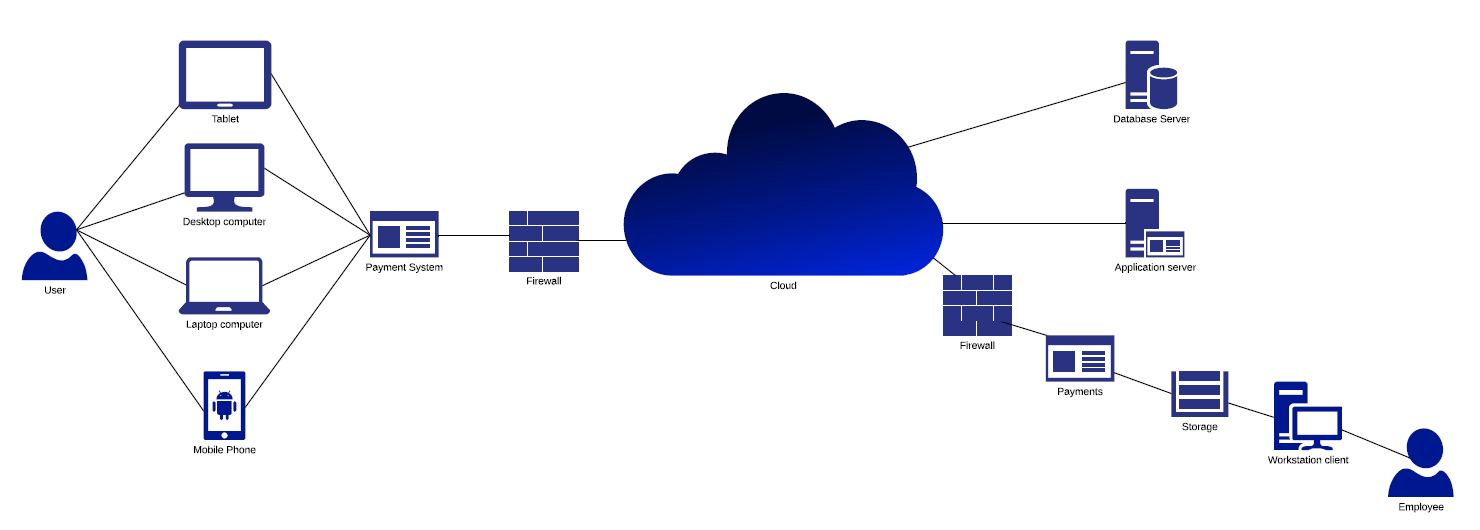 Tablet
Desktop computer
User
Laptop computer
Mobile Phone
Payment System
Firewall
Cloud
Database Server
Application server
Firewall
Payments
Storage
Workstation client
Employee